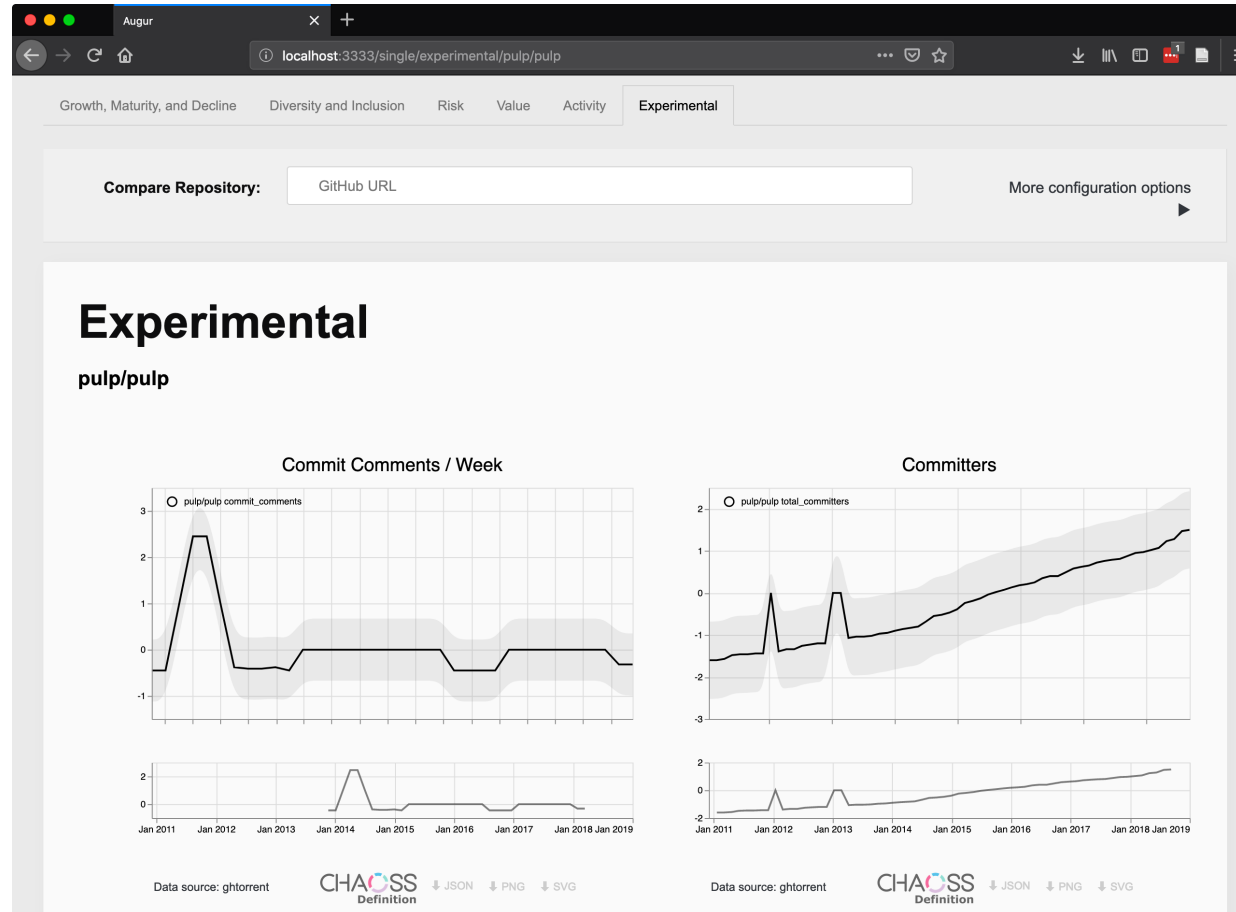 Augur
localhost:3333/single/experimental/pulp/pulp
1
Growth, Maturity, and Decline Diversity and Inclusion Risk Value Activity Experimental
Compare Repository: GitHub URL More configuration options
Experimental
pulp/pulp
Commit Comments / Week
pulp/pulp commit_comments
3
2
1
0
-1
2
0
Jan 2011 Jan 2012 Jan 2013 Jan 2014 Jan 2015 Jan 2016 Jan 2017 Jan 2018 Jan 2019
Data source: ghtorrent CHAOSS Definition JSON PNG SVG
Committers
pulp/pulp total_committers
2
1
0
-1
-2
-3
2
0
-2
Jan 2011 Jan 2012 Jan 2013 Jan 2014 Jan 2015 Jan 2016 Jan 2017 Jan 2018 Jan 2019
Data source: ghtorrent CHAOSS Definition JSON PNG SVG